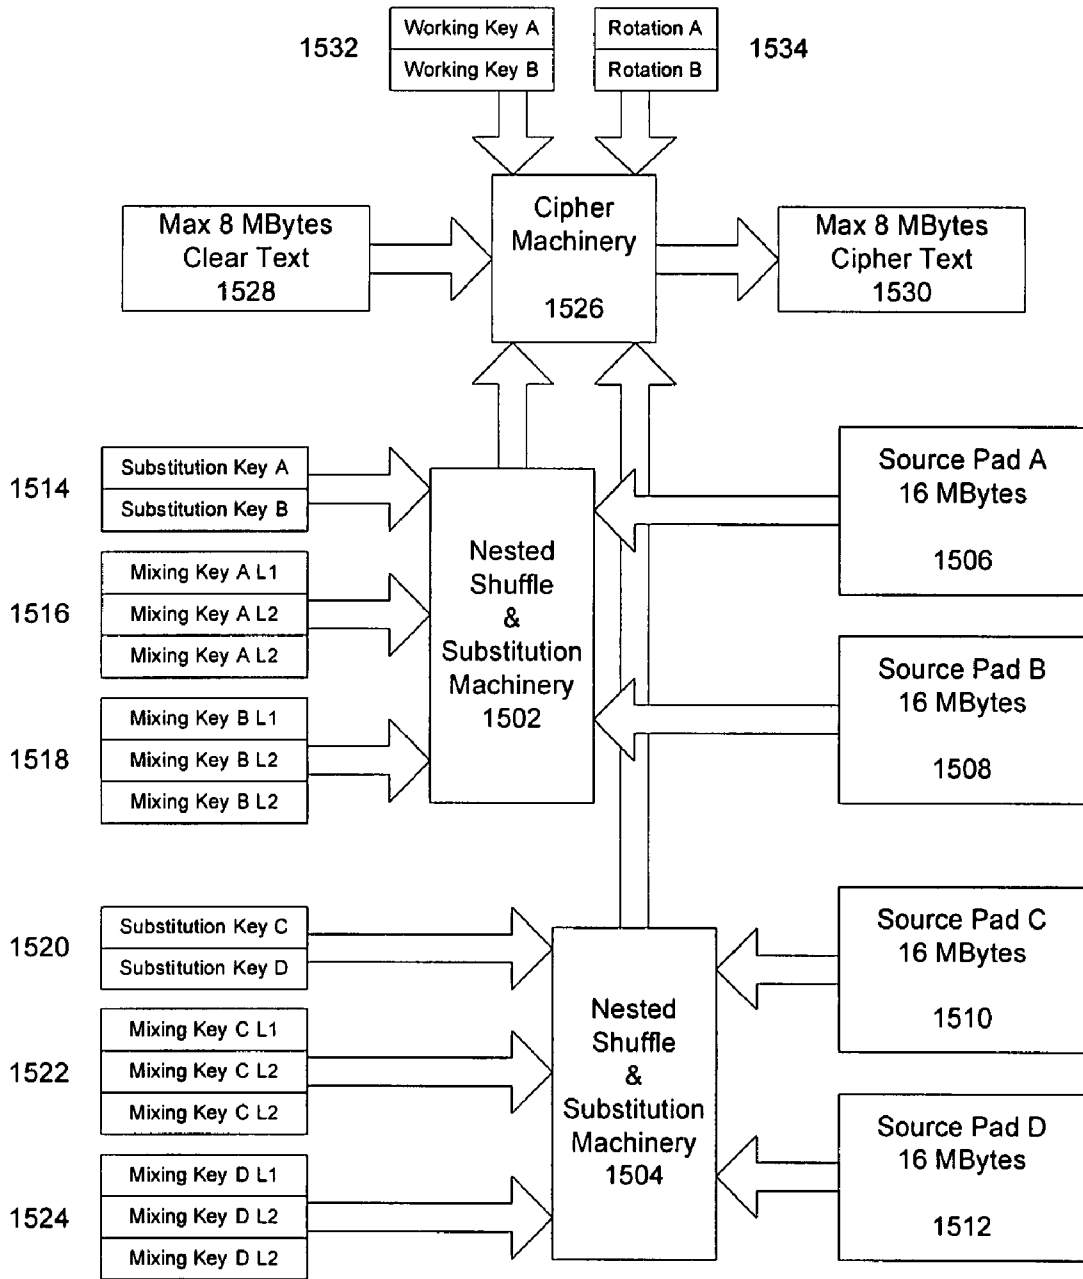 1532
Working Key A
Working Key B
Rotation A
Rotation B
1534
Max 8 MBytes
Clear Text
1528
Cipher
Machinery
1526
Max 8 MBytes
Cipher Text
1530
1514
Substitution Key A
Substitution Key B
1516
Mixing Key A L1
Mixing Key A L2
Mixing Key A L2
1518
Mixing Key B L1
Mixing Key B L2
Mixing Key B L2
Nested
Shuffle
&
Substitution
Machinery
1502
Source Pad A
16 MBytes
1506
Source Pad B
16 MBytes
1508
1520
Substitution Key C
Substitution Key D
1522
Mixing Key C L1
Mixing Key C L2
Mixing Key C L2
1524
Mixing Key D L1
Mixing Key D L2
Mixing Key D L2
Nested
Shuffle
&
Substitution
Machinery
1504
Source Pad C
16 MBytes
1510
Source Pad D
16 MBytes
1512